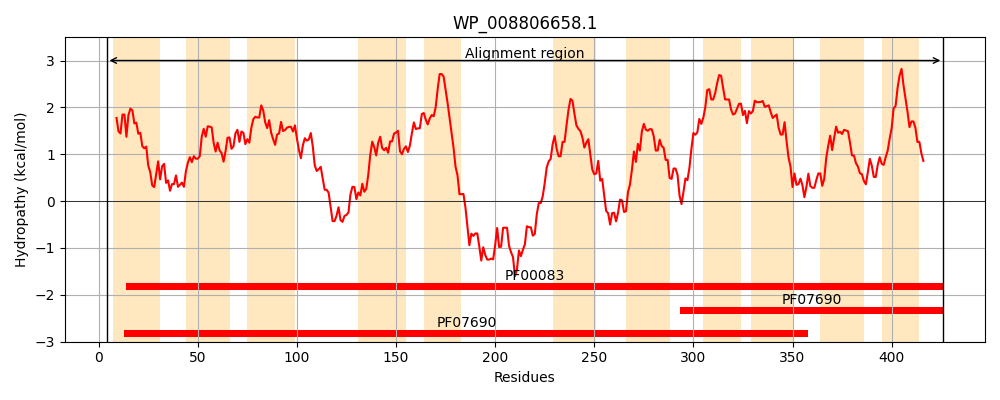 WP_008806658.1
Alignment region
Hydropathy (kcal/mol)
3
2
1
0
−1
−2
−3
PF00083
PF07690
PF07690
0 50 100 150 200 250 300 350 400
Residues